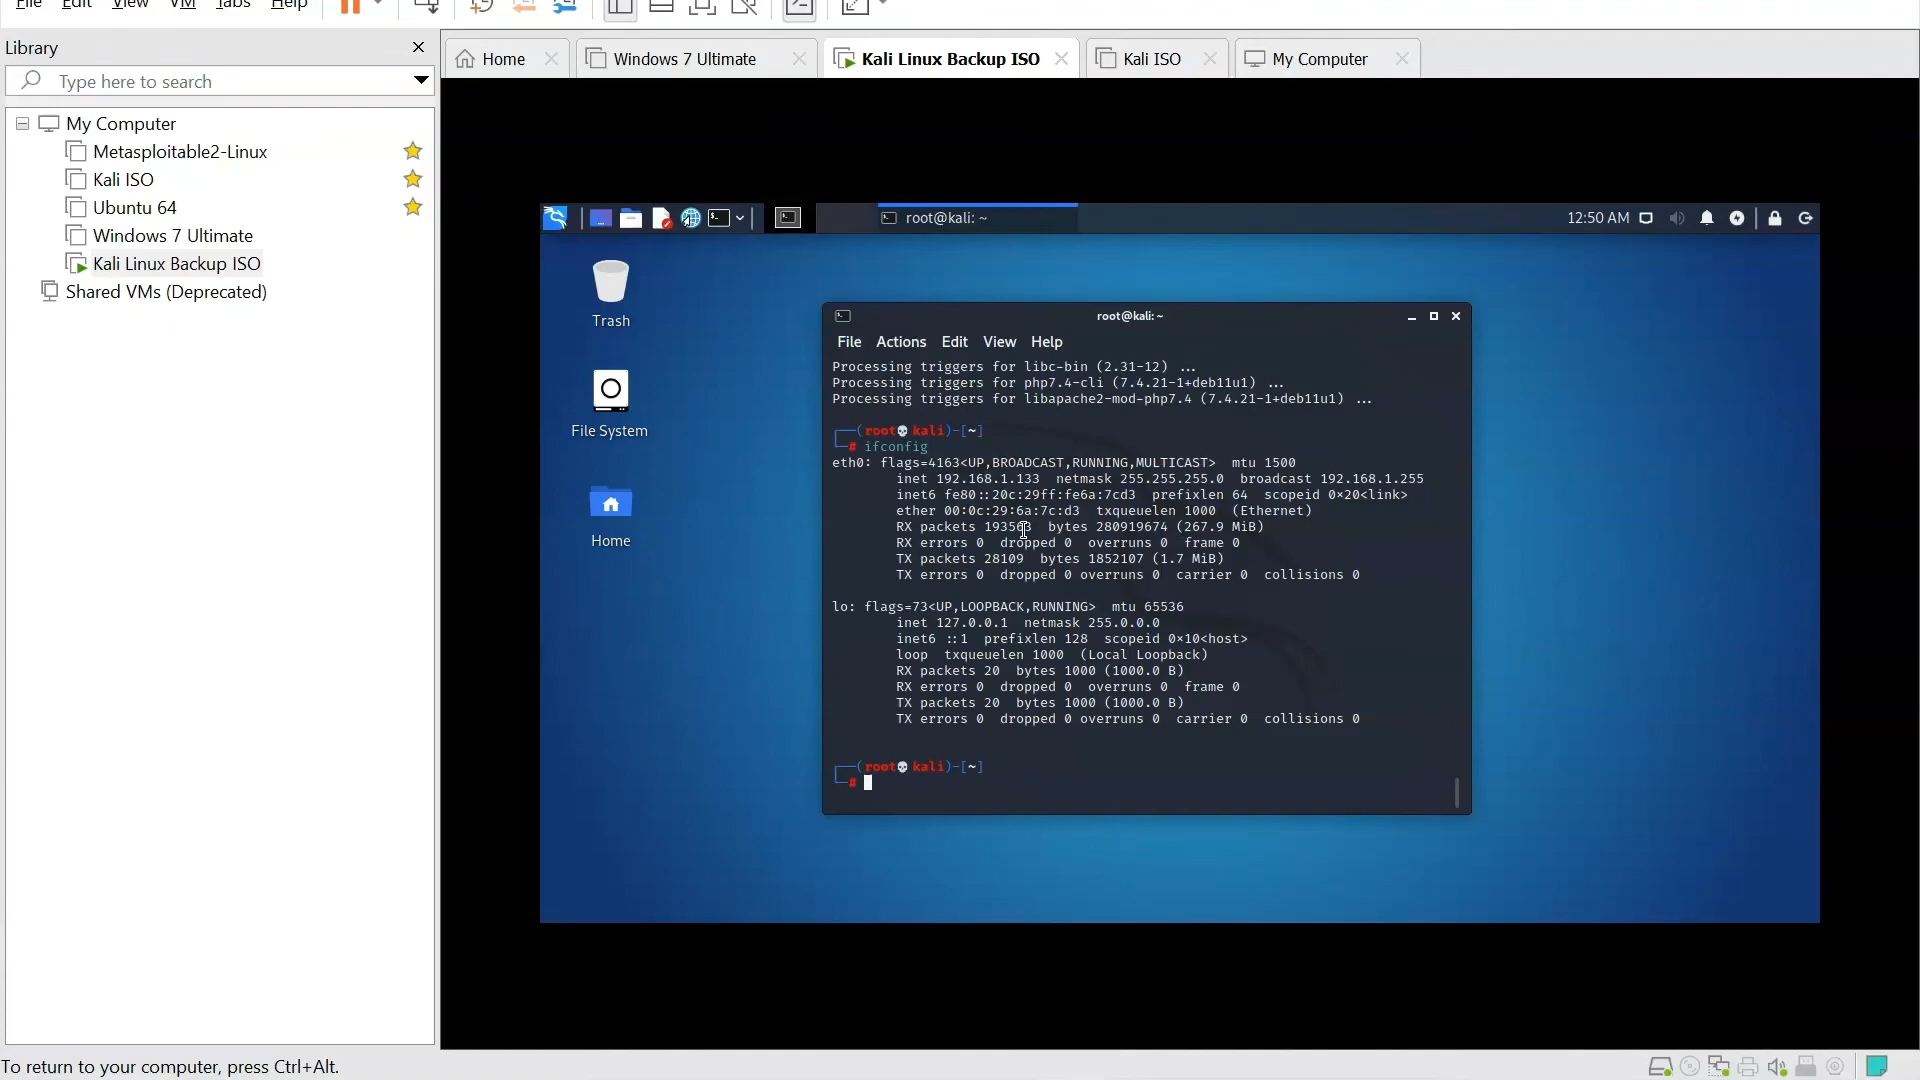 File Edit View VM Tabs Help
Library
Type here to search
My Computer
Metasploitable2-Linux
Kali ISO
Ubuntu 64
Windows 7 Ultimate
Kali Linux Backup ISO
Shared VMs (Deprecated)
Home
Windows 7 Ultimate
Kali Linux Backup ISO
Kali ISO
My Computer
root@kali: ~
12:50 AM
Trash
File System
Home
root@kali: ~
File Actions Edit View Help
Processing triggers for libc-bin (2.31-12) ...
Processing triggers for php7.4-cli (7.4.21-1+deb11u1) ...
Processing triggers for libapache2-mod-php7.4 (7.4.21-1+deb11u1) ...
┌──(root💀kali)-[~]
└─# ifconfig
eth0: flags=4163<UP,BROADCAST,RUNNING,MULTICAST> mtu 1500
inet 192.168.1.133 netmask 255.255.255.0 broadcast 192.168.1.255
inet6 fe80::20c:29ff:fe6a:7cd3 prefixlen 64 scopeid 0×20<link>
ether 00:0c:29:6a:7c:d3 txqueuelen 1000 (Ethernet)
RX packets 193563 bytes 280919674 (267.9 MiB)
RX errors 0 dropped 0 overruns 0 frame 0
TX packets 28109 bytes 1852107 (1.7 MiB)
TX errors 0 dropped 0 overruns 0 carrier 0 collisions 0
lo: flags=73<UP,LOOPBACK,RUNNING> mtu 65536
inet 127.0.0.1 netmask 255.0.0.0
inet6 ::1 prefixlen 128 scopeid 0×10<host>
loop txqueuelen 1000 (Local Loopback)
RX packets 20 bytes 1000 (1000.0 B)
RX errors 0 dropped 0 overruns 0 frame 0
TX packets 20 bytes 1000 (1000.0 B)
TX errors 0 dropped 0 overruns 0 carrier 0 collisions 0
┌──(root💀kali)-[~]
└─#
To return to your computer, press Ctrl+Alt.